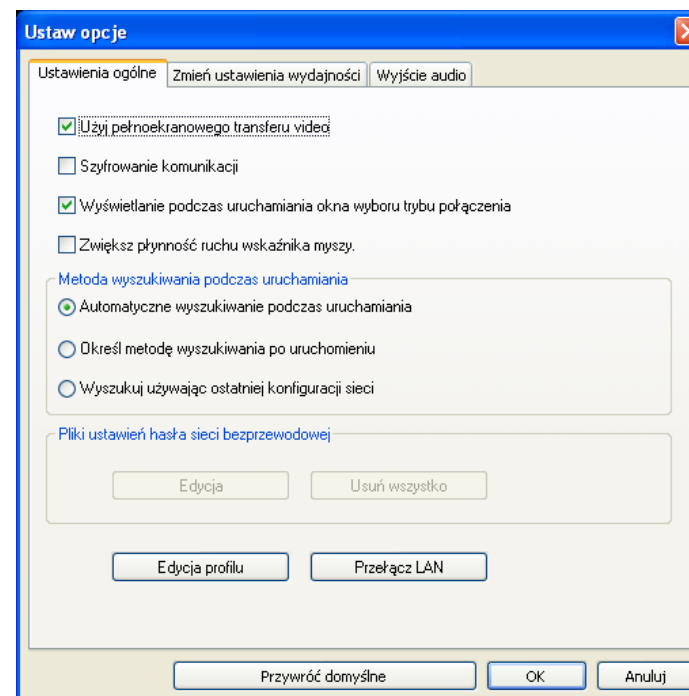 Ustaw opcje
Ustawienia ogólne Zmień ustawienia wydajności Wyjście audio
Użyj pełnoekranowego transferu video
Szyfrowanie komunikacji
Wyświetlanie podczas uruchamiania okna wyboru trybu połączenia
Zwiększ płynność ruchu wskaźnika myszy.
Metoda wyszukiwania podczas uruchamiania
Automatyczne wyszukiwanie podczas uruchamiania
Określ metodę wyszukiwania po uruchomieniu
Wyszukuj używając ostatniej konfiguracji sieci
Pliki ustawień hasła sieci bezprzewodowej
Edycja Usuń wszystko
Edycja profilu Przełącz LAN
Przywróć domyślne OK Anuluj